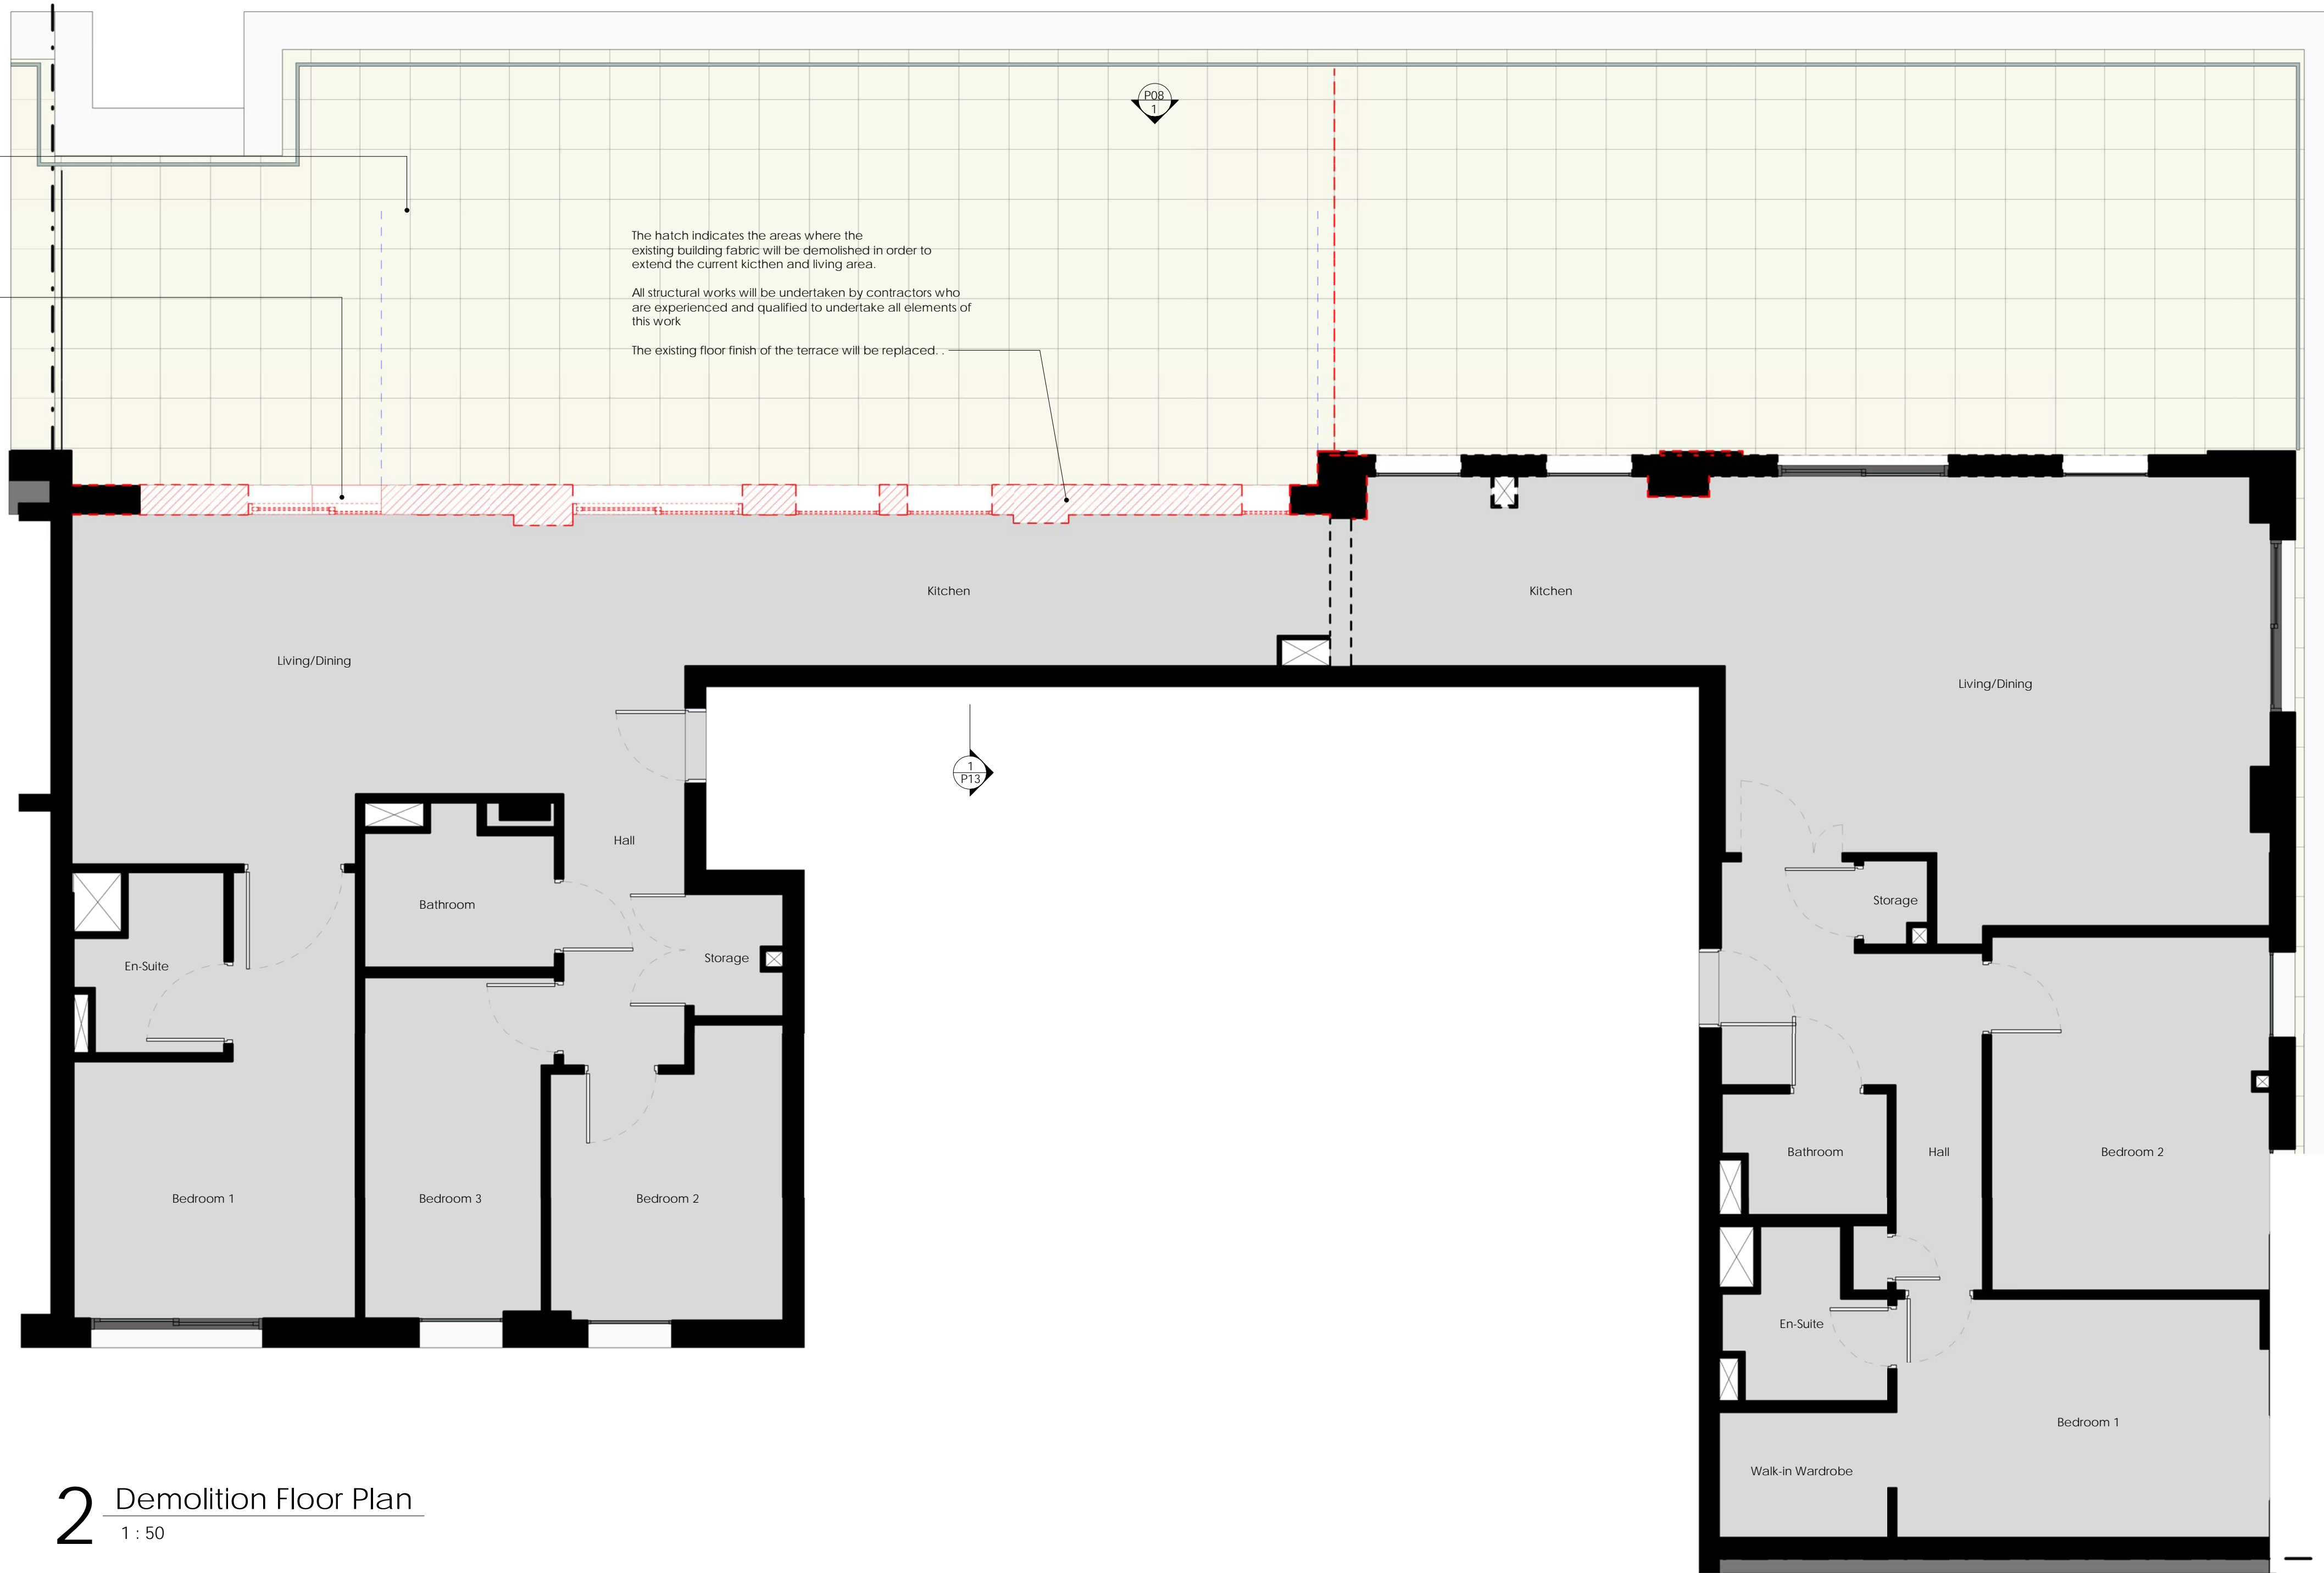 P08
1
The hatch indicates the areas where the
existing building fabric will be demolished in order to
extend the current kicthen and living area.
All structural works will be undertaken by contractors who
are experienced and qualified to undertake all elements of
this work
The existing floor finish of the terrace will be replaced. .
Kitchen
Kitchen
Living/Dining
Living/Dining
1
P13
Hall
Bathroom
Storage
En-Suite
Storage
Bedroom 1
Bedroom 3
Bedroom 2
Bathroom
Hall
Bedroom 2
En-Suite
Bedroom 1
Walk-in Wardrobe
2
Demolition Floor Plan
1 : 50